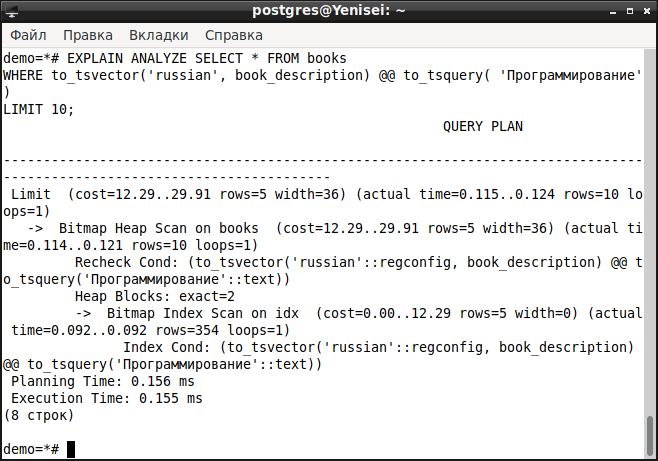 postgres@Yenisei: ~
Файл Правка Вкладки Справка
demo=*# EXPLAIN ANALYZE SELECT * FROM books
WHERE to_tsvector('russian', book_description) @@ to_tsquery( 'Программирование'
)
LIMIT 10;
QUERY PLAN
--------------------------------------------------------------------------------
-----------------------------------------
Limit  (cost=12.29..29.91 rows=5 width=36) (actual time=0.115..0.124 rows=10 lo
ops=1)
->  Bitmap Heap Scan on books  (cost=12.29..29.91 rows=5 width=36) (actual ti
me=0.114..0.121 rows=10 loops=1)
Recheck Cond: (to_tsvector('russian'::regconfig, book_description) @@ t
o_tsquery('Программирование'::text))
Heap Blocks: exact=2
->  Bitmap Index Scan on idx  (cost=0.00..12.29 rows=5 width=0) (actual
time=0.092..0.092 rows=354 loops=1)
Index Cond: (to_tsvector('russian'::regconfig, book_description)
@@ to_tsquery('Программирование'::text))
Planning Time: 0.156 ms
Execution Time: 0.155 ms
(8 строк)
demo=*#